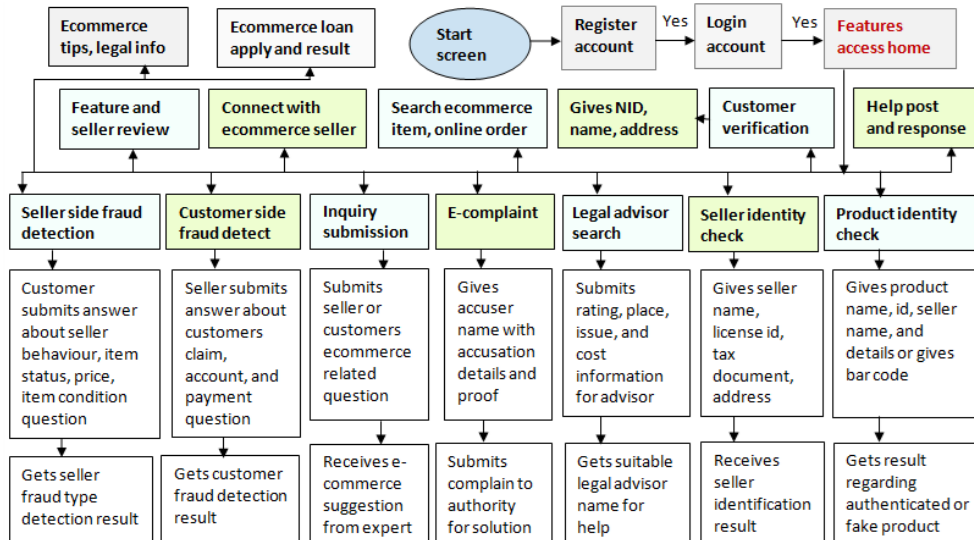 Ecommerce
tips, legal info
Ecommerce loan
apply and result
Start
screen
Register
account
Yes
Login
account
Yes
Features
access home
Feature and
seller review
Connect with
ecommerce seller
Search ecommerce
item, online order
Gives NID,
name, address
Customer
verification
Help post
and response
Seller side fraud
detection
Customer side
fraud detect
Inquiry
submission
E-complaint
Legal advisor
search
Seller identity
check
Product identity
check
Customer
submits answer
about seller
behaviour, item
status, price,
item condition
question
Seller submits
answer about
customers
claim,
account, and
payment
question
Submits
seller or
customers
ecommerce
related
question
Gives
accuser
name with
accusation
details and
proof
Submits
rating, place,
issue, and
cost
information
for advisor
Gives seller
name,
license id,
tax
document,
address
Gives product
name, id, seller
name, and
details or gives
bar code
Gets seller
fraud type
detection result
Gets customer
fraud detection
result
Receives e-
commerce
suggestion
from expert
Submits
complain to
authority
for solution
Gets suitable
legal advisor
name for
help
Receives
seller
identification
result
Gets result
regarding
authenticated or
fake product